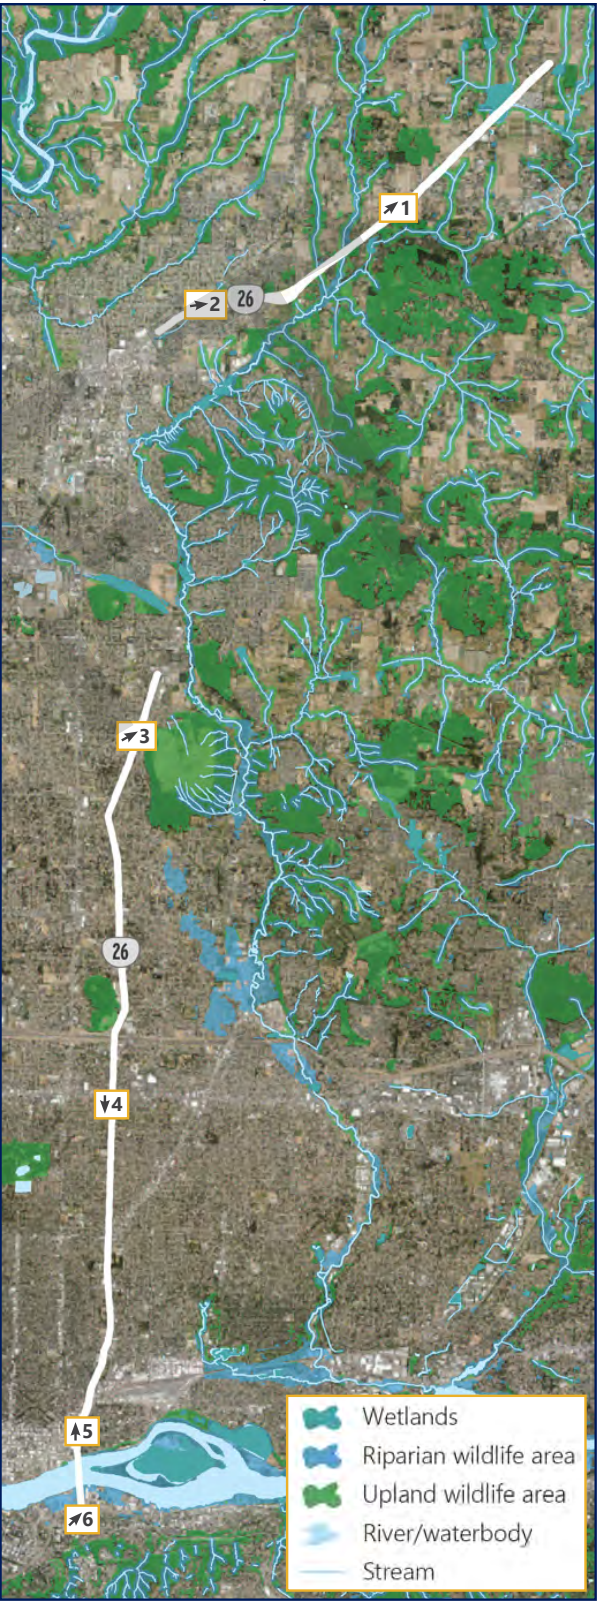 ↗1
→2
26
↗3
26
↓4
↑5
↗6
Wetlands
Riparian wildlife area
Upland wildlife area
River/waterbody
Stream